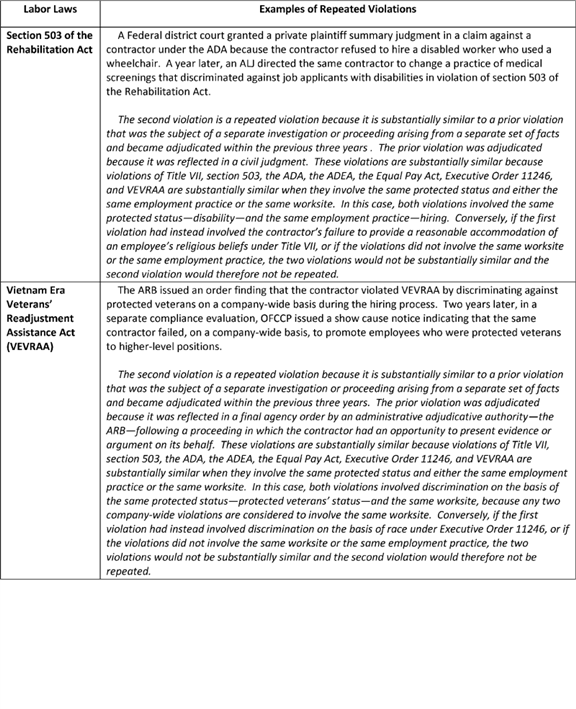 Labor Laws
Examples of Repeated Violations
Section 503 of the
Rehabilitation Act
A Federal district court granted a private plaintiff summary judgment in a claim against a
contractor under the ADA because the contractor refused to hire a disabled worker who used a
wheelchair.  A year later, an ALJ directed the same contractor to change a practice of medical
screenings that discriminated against job applicants with disabilities in violation of section 503 of
the Rehabilitation Act.
The second violation is a repeated violation because it is substantially similar to a prior violation
that was the subject of a separate investigation or proceeding arising from a separate set of facts
and became adjudicated within the previous three years .  The prior violation was adjudicated
because it was reflected in a civil judgment.  These violations are substantially similar because
violations of Title VII, section 503, the ADA, the ADEA, the Equal Pay Act, Executive Order 11246,
and VEVRAA are substantially similar when they involve the same protected status and either the
same employment practice or the same worksite.  In this case, both violations involved the same
protected status—disability—and the same employment practice—hiring.  Conversely, if the first
violation had instead involved the contractor's failure to provide a reasonable accommodation of
an employee's religious beliefs under Title VII, or if the violations did not involve the same worksite
or the same employment practice, the two violations would not be substantially similar and the
second violation would therefore not be repeated.
Vietnam Era
Veterans'
Readjustment
Assistance Act
(VEVRAA)
The ARB issued an order finding that the contractor violated VEVRAA by discriminating against
protected veterans on a company-wide basis during the hiring process.  Two years later, in a
separate compliance evaluation, OFCCP issued a show cause notice indicating that the same
contractor failed, on a company-wide basis, to promote employees who were protected veterans
to higher-level positions.
The second violation is a repeated violation because it is substantially similar to a prior violation
that was the subject of a separate investigation or proceeding arising from a separate set of facts
and became adjudicated within the previous three years.  The prior violation was adjudicated
because it was reflected in a final agency order by an administrative adjudicative authority—the
ARB—following a proceeding in which the contractor had an opportunity to present evidence or
argument on its behalf.  These violations are substantially similar because violations of Title VII,
section 503, the ADA, the ADEA, the Equal Pay Act, Executive Order 11246, and VEVRAA are
substantially similar when they involve the same protected status and either the same employment
practice or the same worksite.  In this case, both violations involved discrimination on the basis of
the same protected status—protected veterans' status—and the same worksite, because any two
company-wide violations are considered to involve the same worksite.  Conversely, if the first
violation had instead involved discrimination on the basis of race under Executive Order 11246, or if
the violations did not involve the same worksite or the same employment practice, the two
violations would not be substantially similar and the second violation would therefore not be
repeated.